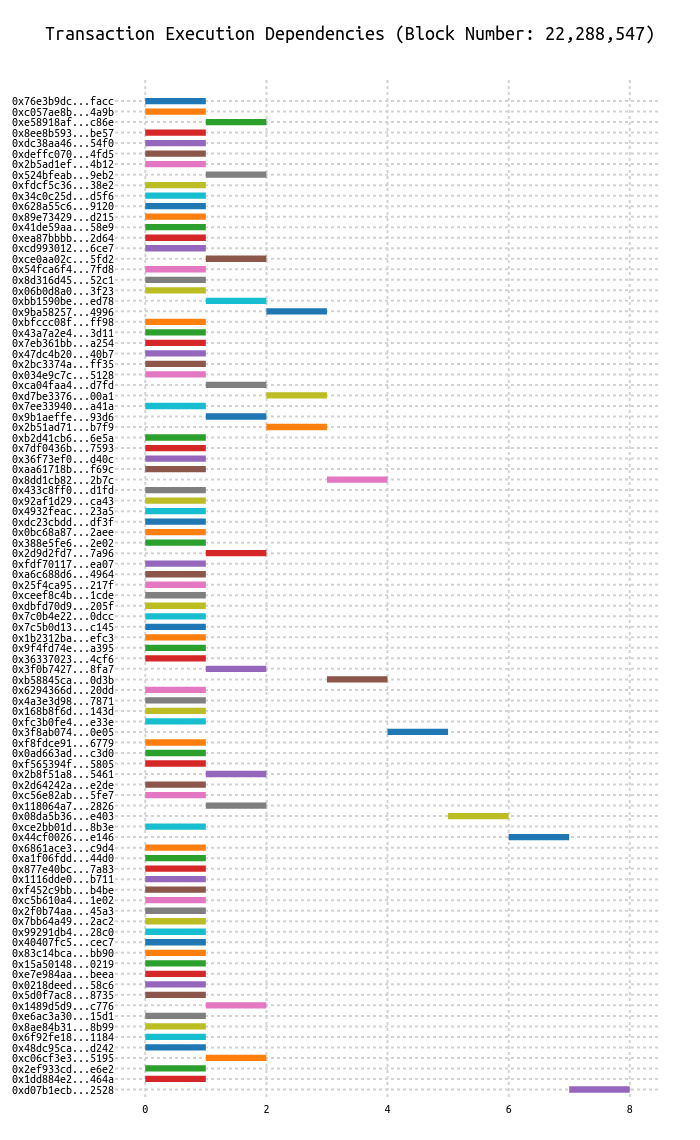 Transaction Execution Dependencies (Block Number: 22,288,547)
0x76e3b9dc...facc
0xc057ae8b...4a9b
0xe58918af...c86e
0x8ee8b593...be57
0xdc38aa46...54f0
0xdeffc070...4fd5
0x2b5ad1ef...4b12
0x524bfeab...9eb2
0xfdcf5c36...38e2
0x34c0c25d...d5f6
0x628a55c6...9120
0x89e73429...d215
0x41de59aa...58e9
0xea87bbbb...2d64
0xcd993012...6ce7
0xce0aa02c...5fd2
0x54fca6f4...7fd8
0x8d316d45...52c1
0x06b0d8a0...3f23
0xbb1590be...ed78
0x9ba58257...4996
0xbfccc08f...ff98
0x43a7a2e4...3d11
0x7eb361bb...a254
0x47dc4b20...40b7
0x2bc3374a...ff35
0x034e9c7c...5128
0xca04faa4...d7fd
0xd7be3376...00a1
0x7ee33940...a41a
0x9b1aeffe...93d6
0x2b51ad71...b7f9
0xb2d41cb6...6e5a
0x7df0436b...7593
0x36f73ef0...d40c
0xaa61718b...f69c
0x8dd1cb82...2b7c
0x433c8ff0...d1fd
0x92af1d29...ca43
0x4932feac...23a5
0xdc23cbdd...df3f
0x0bc68a87...2aee
0x388e5fe6...2e02
0x2d9d2fd7...7a96
0xfdf70117...ea07
0xa6c688d6...4964
0x25f4ca95...217f
0xceef8c4b...1cde
0xdbfd70d9...205f
0x7c0b4e22...0dcc
0x7c5b0d13...c145
0x1b2312ba...efc3
0x9f4fd74e...a395
0x36337023...4cf6
0x3f0b7427...8fa7
0xb58845ca...0d3b
0x6294366d...20dd
0x4a3e3d98...7871
0x168b8f6d...143d
0xfc3b0fe4...e33e
0x3f8ab074...0e05
0xf8fdce91...6779
0x0ad663ad...c3d0
0xf565394f...5805
0x2b8f51a8...5461
0x2d64242a...e2de
0xc56e82ab...5fe7
0x118064a7...2826
0x08da5b36...e403
0xce2bb01d...8b3e
0x44cf0026...e146
0x6861ace3...c9d4
0xa1f06fdd...44d0
0x877e40bc...7a83
0x1116dde0...b711
0xf452c9bb...b4be
0xc5b610a4...1e02
0x2f0b74aa...45a3
0x7bb64a49...2ac2
0x99291db4...28c0
0x40407fc5...cec7
0x83c14bca...bb90
0x15a50148...0219
0xe7e984aa...beea
0x0218deed...58c6
0x5d0f7ac8...8735
0x1489d5d9...c776
0xe6ac3a30...15d1
0x8ae84b31...8b99
0x6f92fe18...1184
0x48dc95ca...d242
0xc06cf3e3...5195
0x2ef933cd...e6e2
0x1dd884e2...464a
0xd07b1ecb...2528
0 2 4 6 8